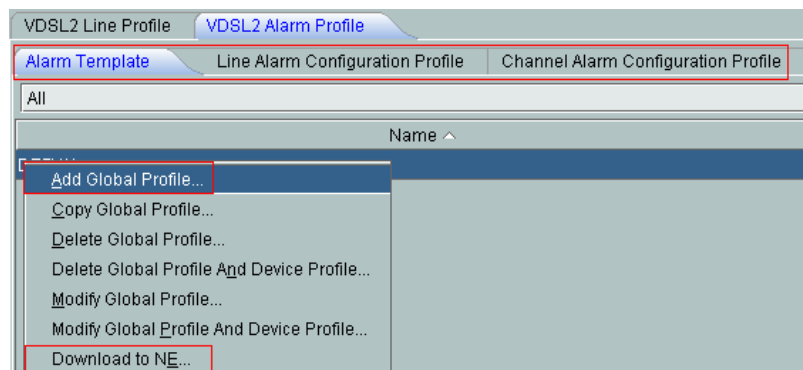 VDSL2 Line Profile VDSL2 Alarm Profile
Alarm Template Line Alarm Configuration Profile Channel Alarm Configuration Profile
All
Name
Add Global Profile...
Copy Global Profile...
Delete Global Profile...
Delete Global Profile And Device Profile...
Modify Global Profile...
Modify Global Profile And Device Profile...
Download to NE...